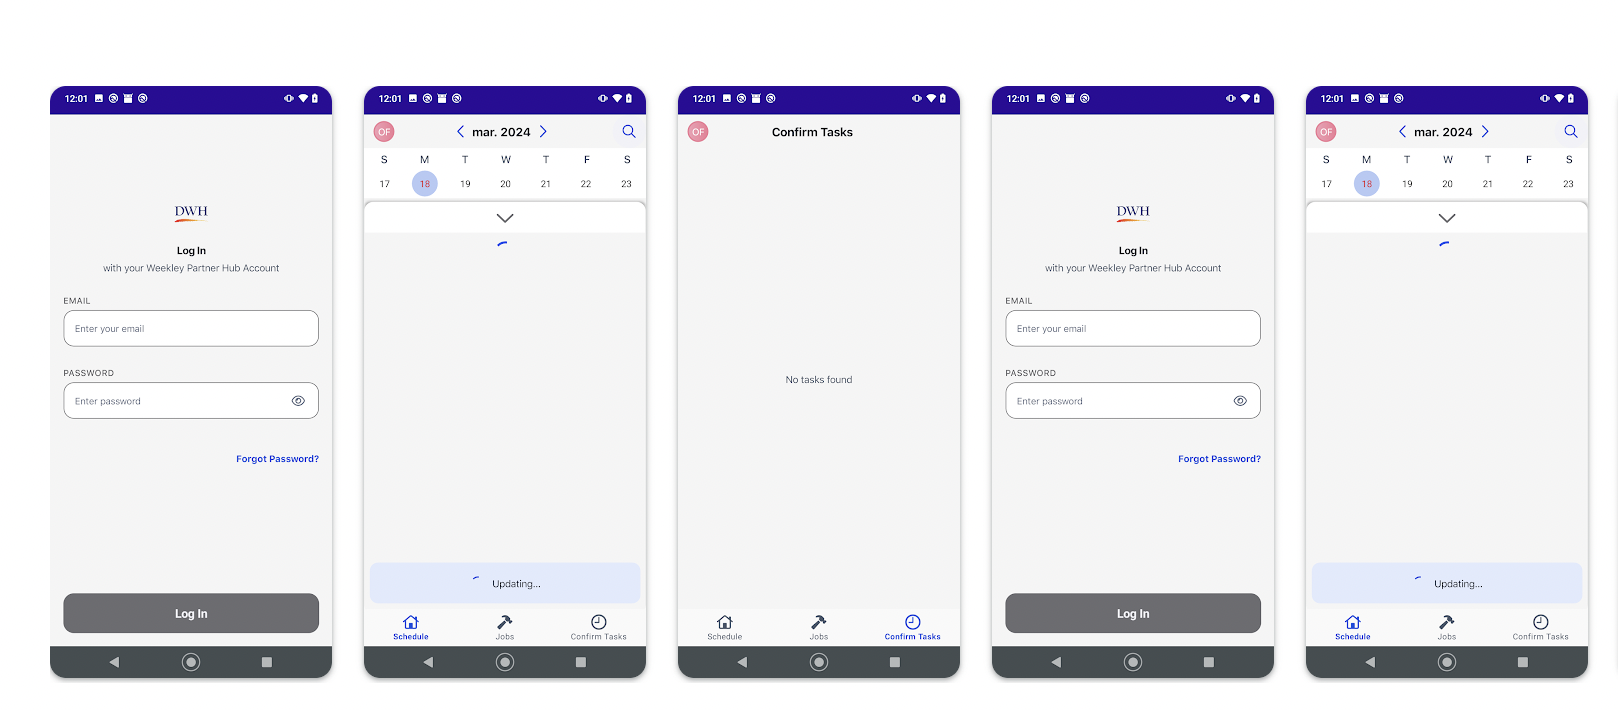 12:01
DWH
Log In
with your Weekley Partner Hub Account
EMAIL
Enter your email
PASSWORD
Enter password
Forgot Password?
Log In
12:01
OF
mar. 2024
S M T W T F S
17 18 19 20 21 22 23
Updating...
Schedule Jobs Confirm Tasks
12:01
OF
Confirm Tasks
No tasks found
Schedule Jobs Confirm Tasks
12:01
DWH
Log In
with your Weekley Partner Hub Account
EMAIL
Enter your email
PASSWORD
Enter password
Forgot Password?
Log In
12:01
OF
mar. 2024
S M T W T F S
17 18 19 20 21 22 23
Updating...
Schedule Jobs Confirm Tasks